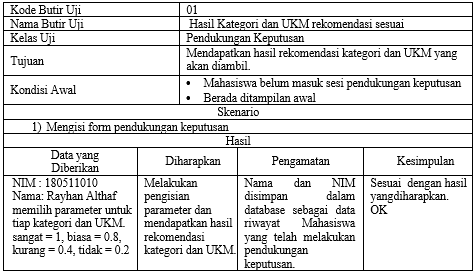 Kode Butir Uji 01
Nama Butir Uji Hasil Kategori dan UKM rekomendasi sesuai
Kelas Uji Pendukungan Keputusan
Tujuan Mendapatkan hasil rekomendasi kategori dan UKM yang
akan diambil.
Kondisi Awal • Mahasiswa belum masuk sesi pendukungan keputusan
• Berada ditampilan awal
Skenario
1) Mengisi form pendukungan keputusan
Hasil
Data yang
Diberikan
Diharapkan
Pengamatan
Kesimpulan
NIM : 180511010
Nama: Rayhan Althaf
memilih parameter untuk
tiap kategori dan UKM.
sangat = 1, biasa = 0.8,
kurang = 0.4, tidak = 0.2
Melakukan
pengisian
parameter dan
mendapatkan hasil
rekomendasi
kategori dan UKM.
Nama dan NIM
disimpan dalam
database sebagai data
riwayat Mahasiswa
yang telah melakukan
pendukungan
keputusan.
Sesuai dengan hasil
yangdiharapkan.
OK